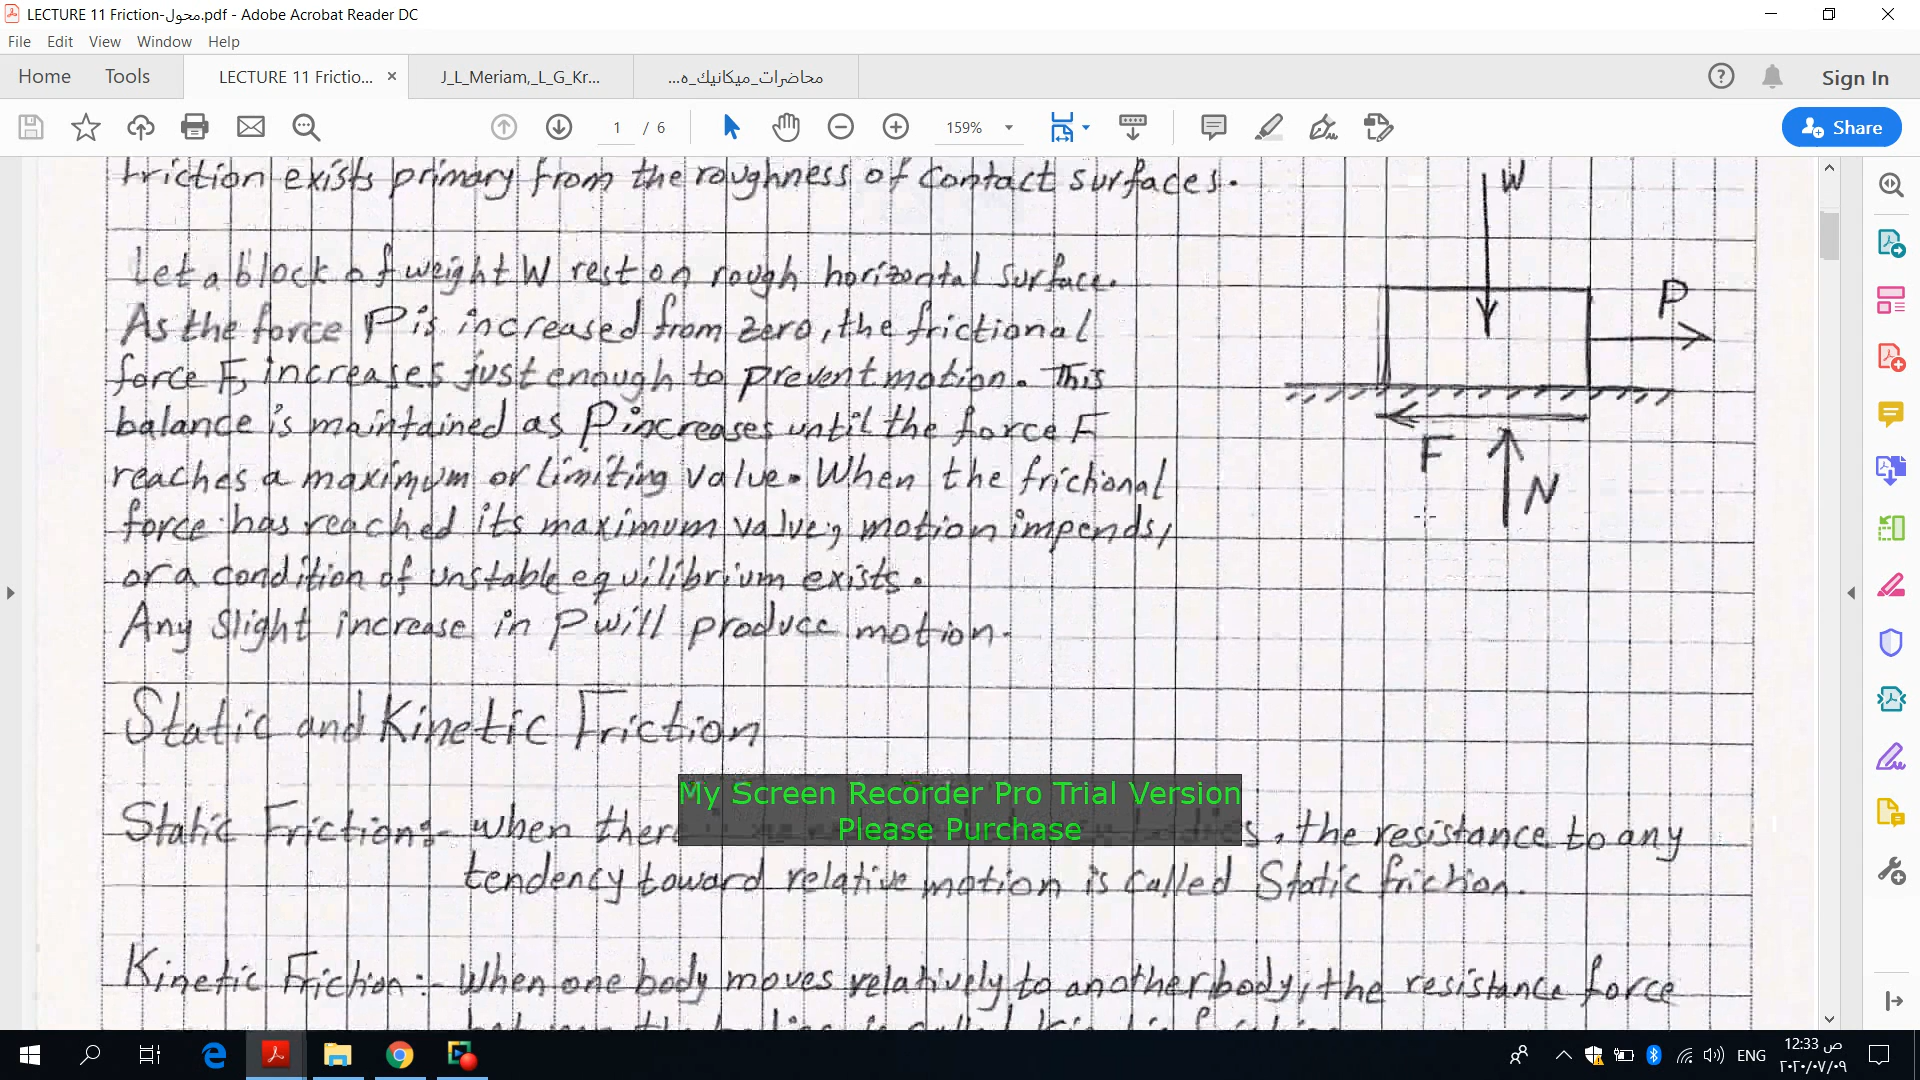 LECTURE 11 Friction-محول.pdf - Adobe Acrobat Reader DC
File Edit View Window Help
Home Tools LECTURE 11 Frictio... J_L_Meriam,_L_G_Kr... محاضرات_ميكانيك_ه...
Sign In
1 / 6 159% Share
Friction exists primary from the roughness of contact surfaces.
W
Let a block of weight W rest on rough horizontal surface.
As the force P is increased from zero, the frictional
P
force F, increases just enough to prevent motion. This
balance is maintained as P increases until the force F
F
reaches a maximum or limiting value. When the frictional
N
force has reached its maximum value, motion impends,
or a condition of unstable equilibrium exists.
Any slight increase in P will produce motion.
Static and Kinetic Friction
My Screen Recorder Pro Trial Version
Please Purchase
Static Friction:- when there bodies, the resistance to any
tendency toward relative motion is called Static friction.
Kinetic Friction:- When one body moves relatively to another body, the resistance force
ENG
12:33 ص
٢٠٢٠/٠٧/٠٩